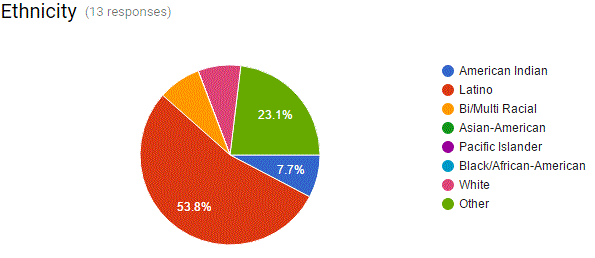 Ethnicity (13 responses)
American Indian
Latino
Bi/Multi Racial
Asian-American
Pacific Islander
Black/African-American
White
Other
23.1%
7.7%
53.8%